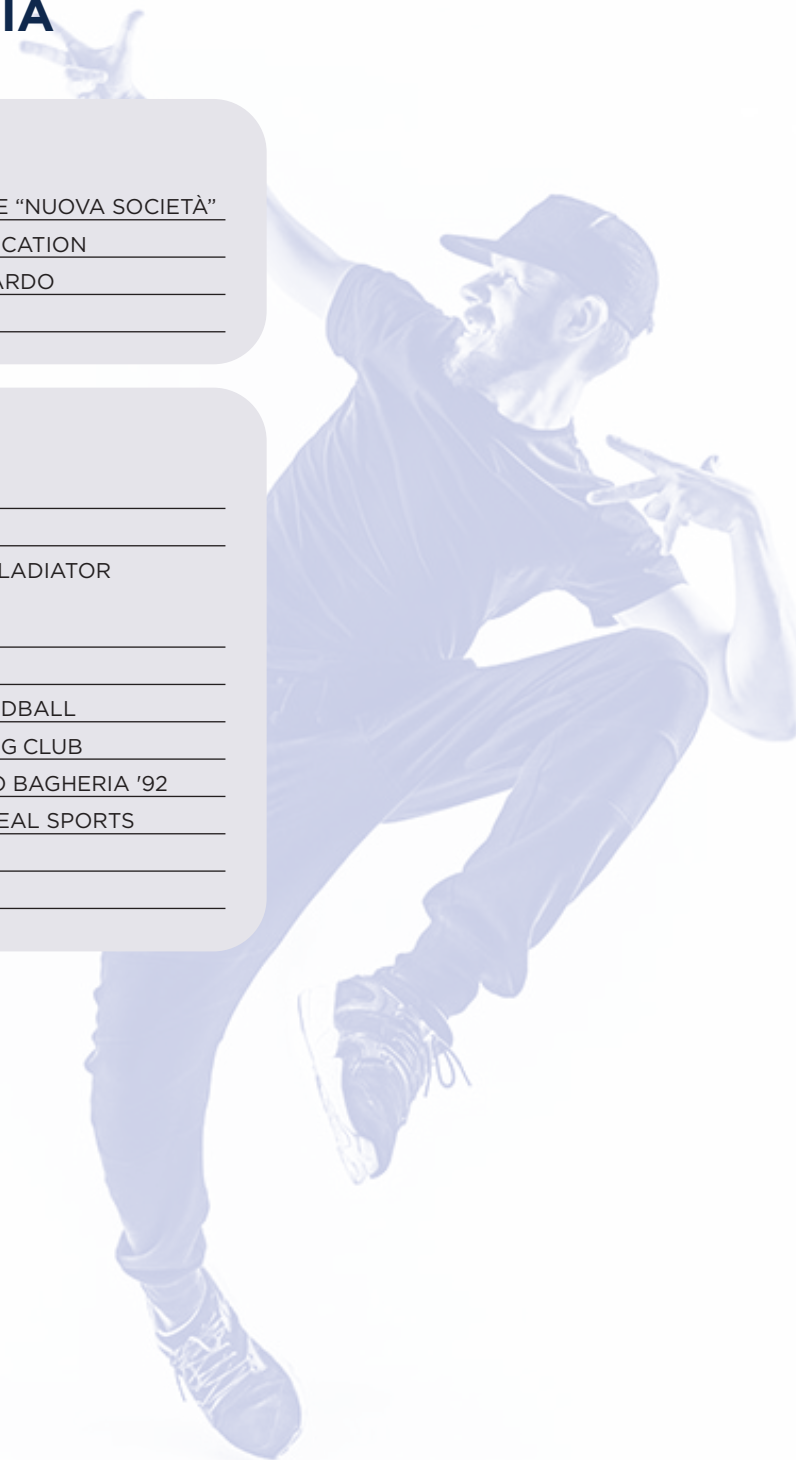 IA
E “NUOVA SOCIETÀ”
CATION
ARDO
LADIATOR
DBALL
G CLUB
O BAGHERIA '92
EAL SPORTS